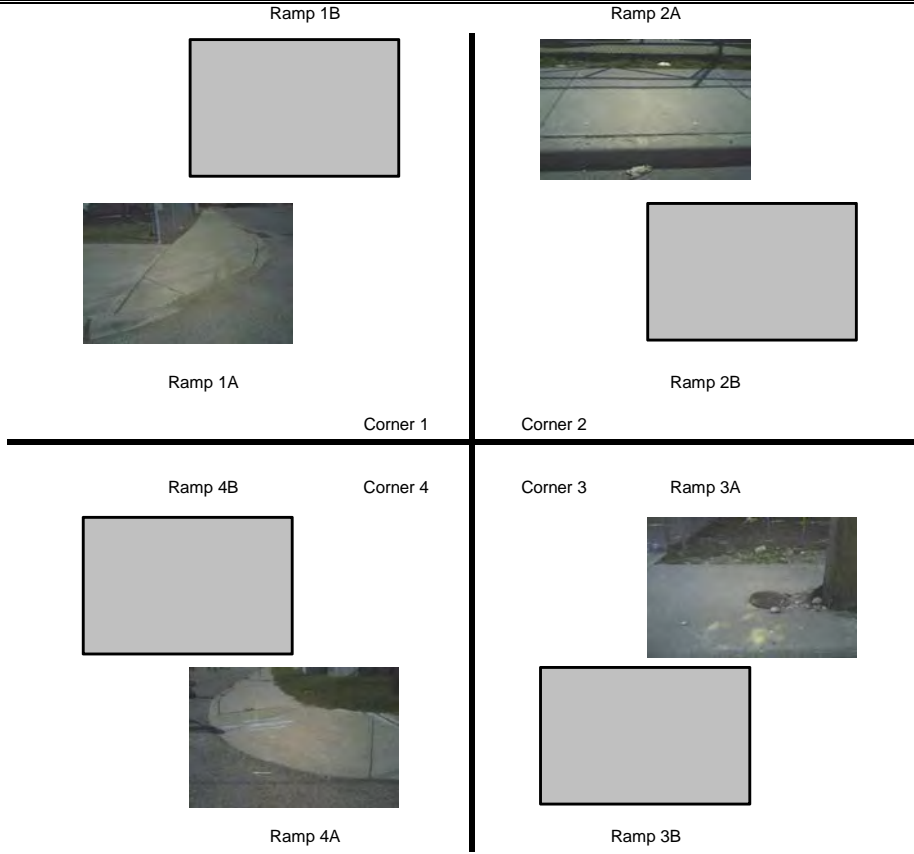 Ramp 1B Ramp 2A
Ramp 1A Ramp 2B
Corner 1 Corner 2
Ramp 4B Corner 4 Corner 3 Ramp 3A
Ramp 4A Ramp 3B